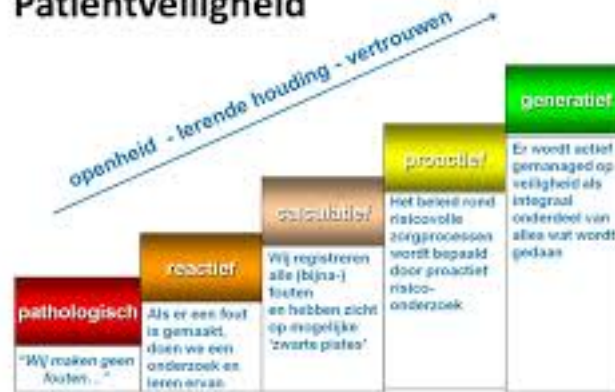 Patiëntveiligheid
openheid - lerende houding - vertrouwen
pathologisch
"Wij maken geen
fouten..."
reactief
Als er een fout
is gemaakt,
doen we een
onderzoek en
leren ervan
calculatief
Wij registreren
alle (bijna-)
fouten
en hebben zicht
op mogelijke
'zwarte pistes'
proactief
Het beleid rond
risicovolle
zorgprocessen
wordt bepaald
door proactief
risico-
onderzoek
generatief
Er wordt actief
gemanaged op
veiligheid als
integraal
onderdeel van
alles wat wordt
gedaan